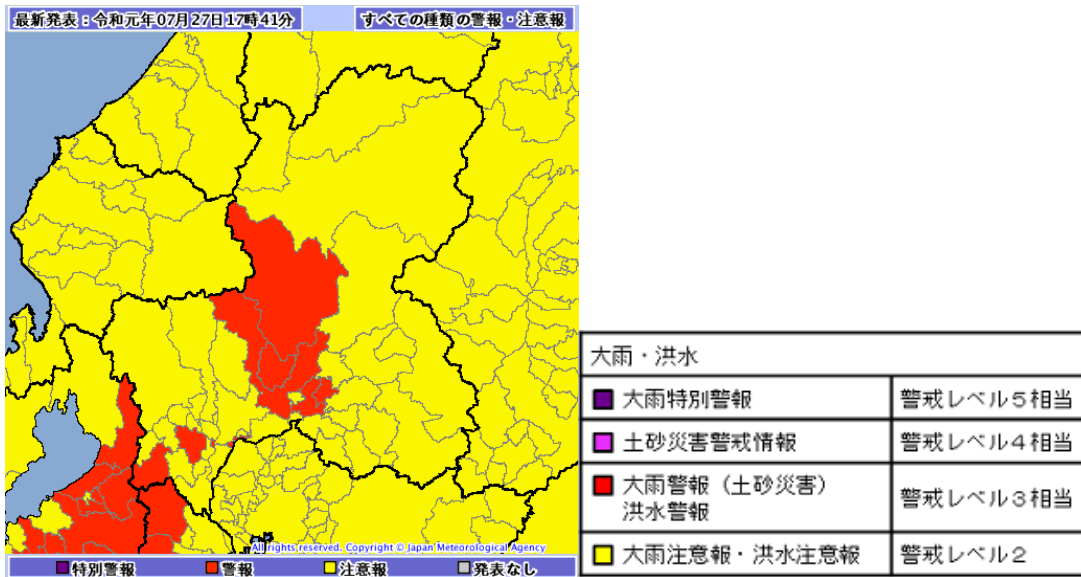 最新発表：令和元年07月27日17時41分
すべての種類の警報・注意報
All rights reserved. Copyright © Japan Meteorological Agency
特別警報 警報 注意報 発表なし
大雨・洪水
大雨特別警報 警戒レベル5相当
土砂災害警戒情報 警戒レベル4相当
大雨警報（土砂災害）
洪水警報 警戒レベル3相当
大雨注意報・洪水注意報 警戒レベル2